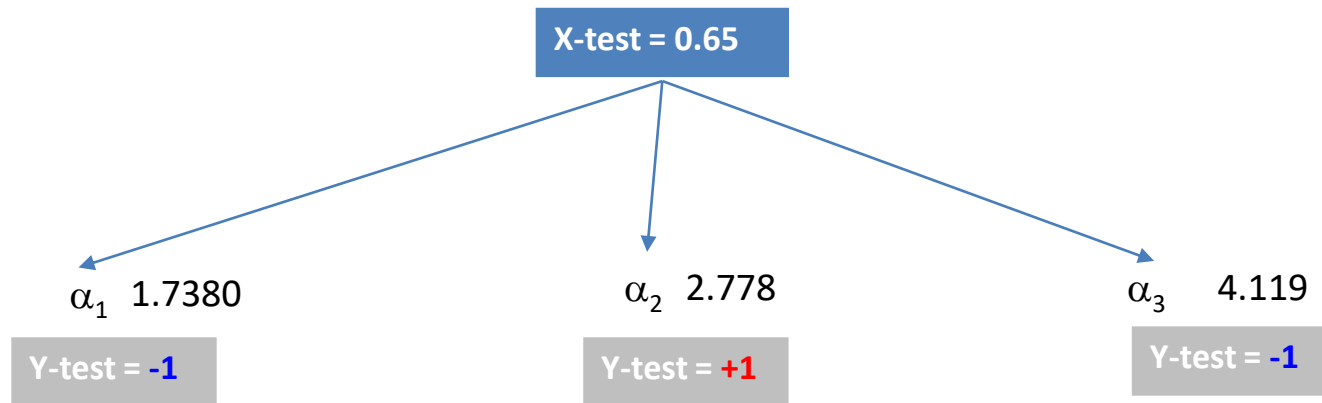 X-test = 0.65
α1 1.7380
α2 2.778
α3 4.119
Y-test = -1
Y-test = +1
Y-test = -1